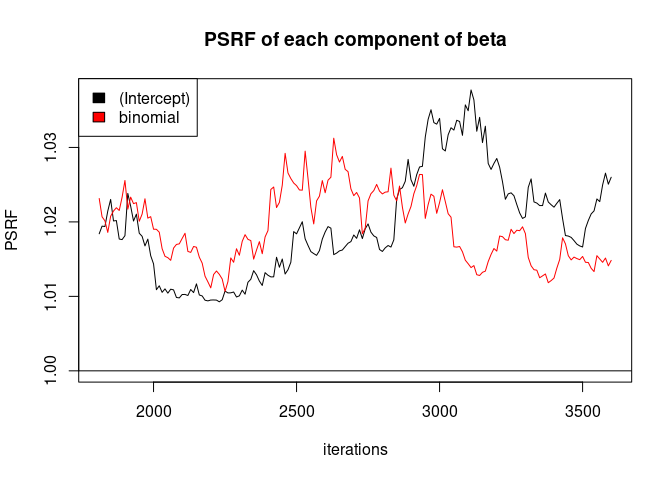 PSRF of each component of beta
(Intercept)
binomial
PSRF
1.03
1.02
1.01
1.00
2000 2500 3000 3500
iterations